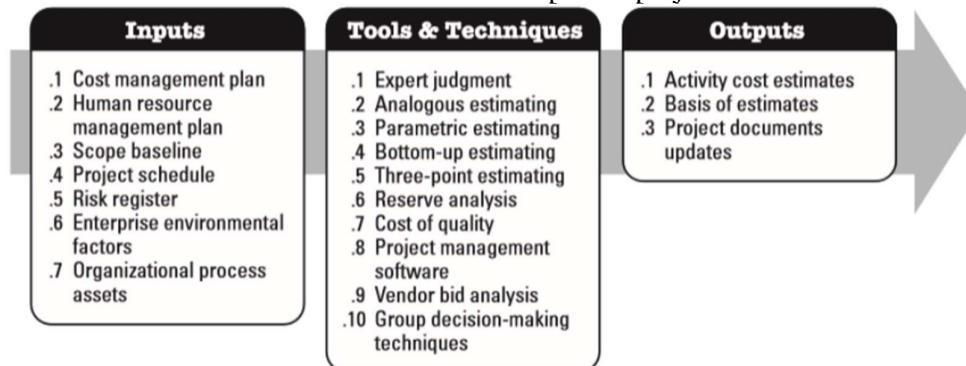 Inputs
.1 Cost management plan
.2 Human resource
management plan
.3 Scope baseline
.4 Project schedule
.5 Risk register
.6 Enterprise environmental
factors
.7 Organizational process
assets
Tools & Techniques
.1 Expert judgment
.2 Analogous estimating
.3 Parametric estimating
.4 Bottom-up estimating
.5 Three-point estimating
.6 Reserve analysis
.7 Cost of quality
.8 Project management
software
.9 Vendor bid analysis
.10 Group decision-making
techniques
Outputs
.1 Activity cost estimates
.2 Basis of estimates
.3 Project documents
updates